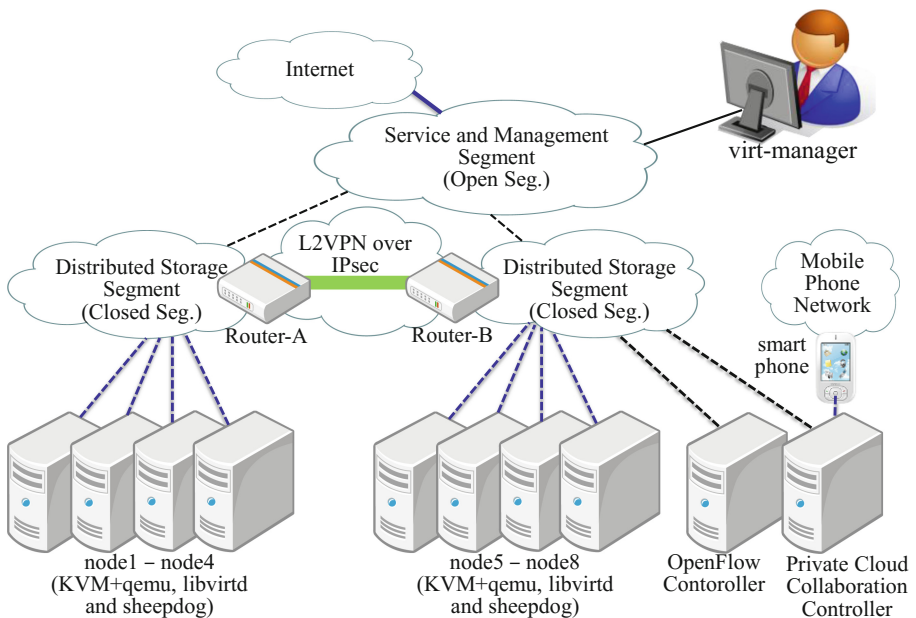 Internet
Service and Management
Segment
(Open Seg.)
virt-manager
L2VPN over
IPsec
Distributed Storage
Segment
(Closed Seg.)
Router-A
Router-B
Distributed Storage
Segment
(Closed Seg.)
Mobile
Phone
Network
smart
phone
node1 – node4
(KVM+qemu, libvirtd
and sheepdog)
node5 – node8
(KVM+qemu, libvirtd
and sheepdog)
OpenFlow
Contoroller
Private Cloud
Collaboration
Controller